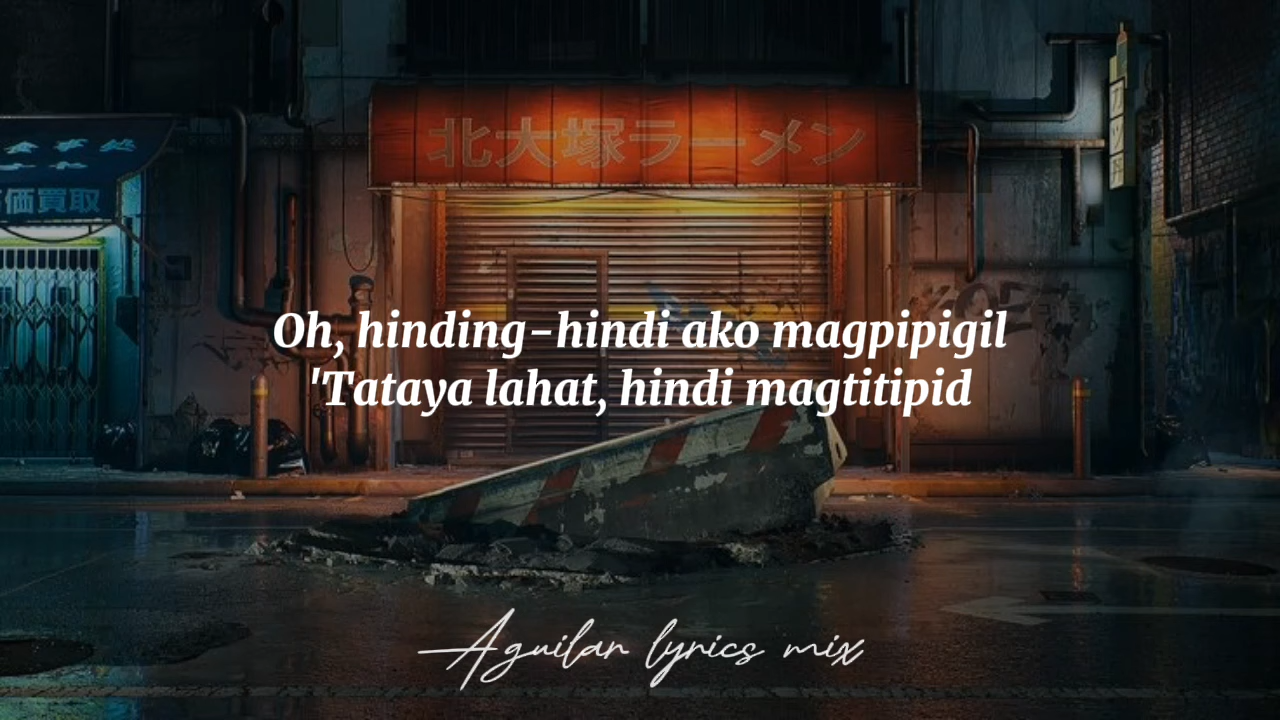 北大塚ラーメン
価買取
Oh, hinding-hindi ako magpipigil
'Tataya lahat, hindi magtitipid
Aguilar lyrics mix